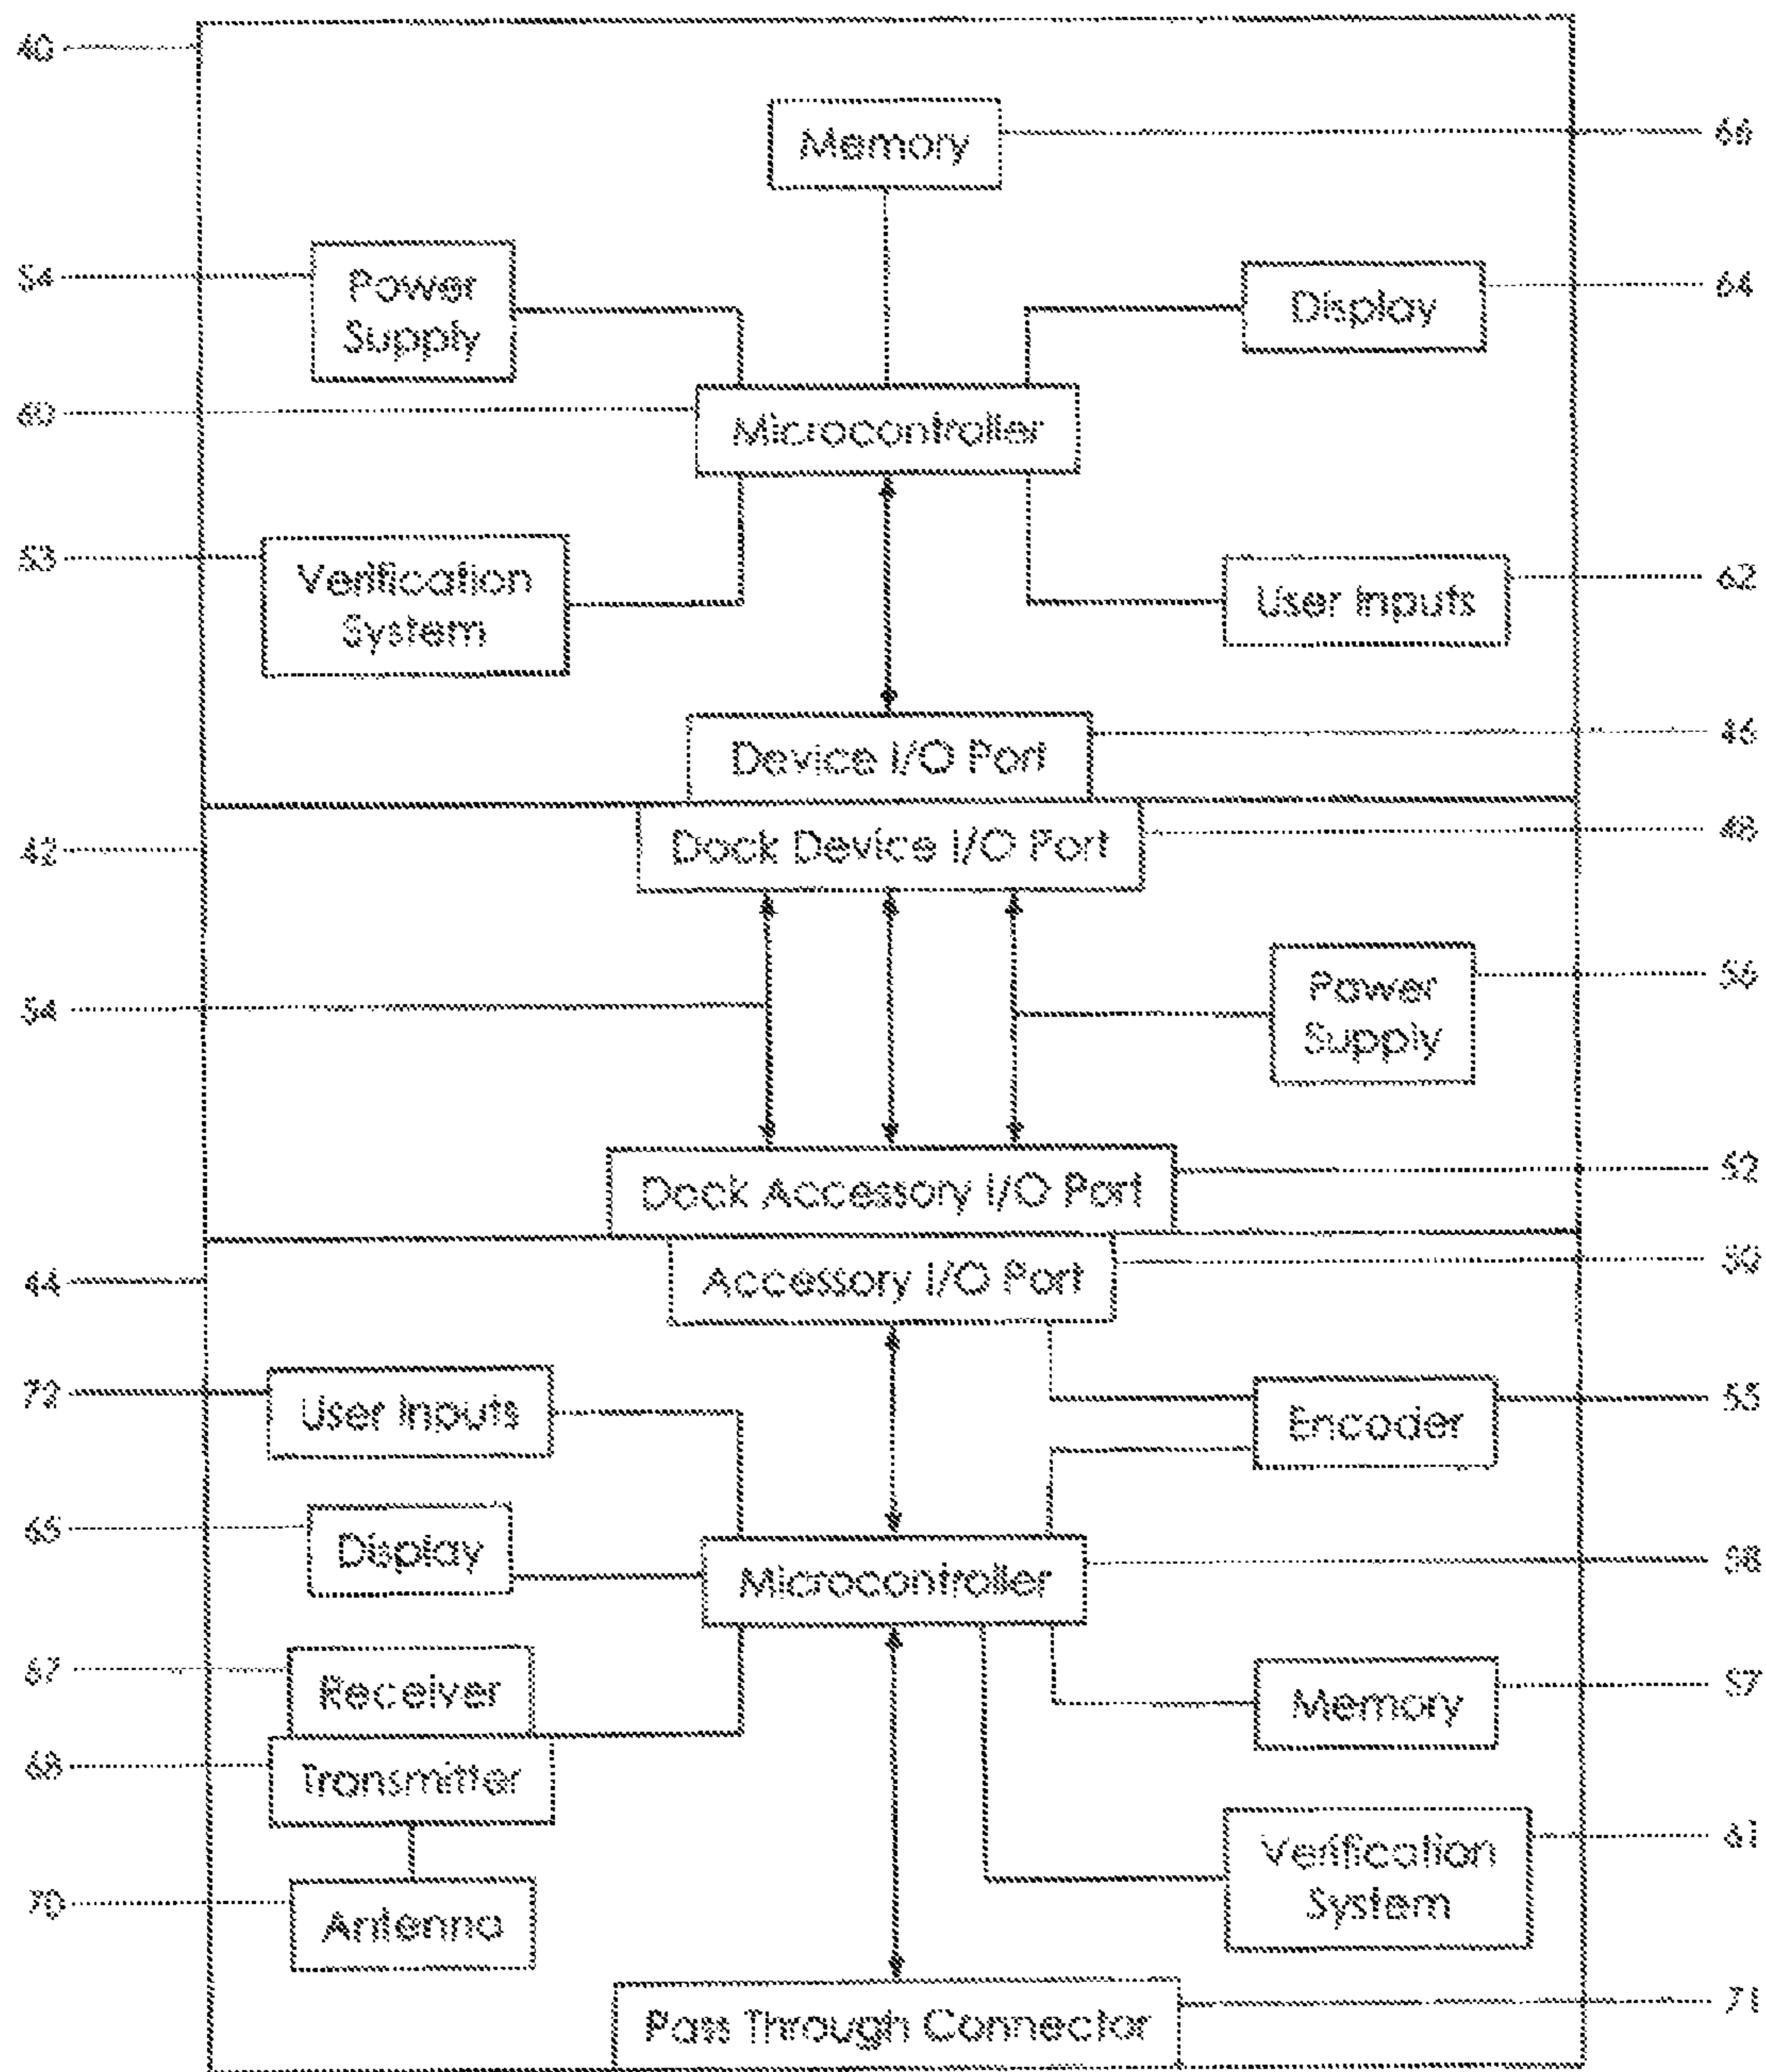 40
Memory
66
54
Power
Supply
Display
64
60
Microcontroller
53
Verification
System
User Inputs
62
Device I/O Port
46
42
Dock Device I/O Port
48
54
Power
Supply
56
Dock Accessory I/O Port
52
44
Accessory I/O Port
50
72
User Inputs
Encoder
55
65
Display
Microcontroller
58
67
Receiver
Memory
57
68
Transmitter
Verification
System
61
70
Antenna
Pass Through Connector
71